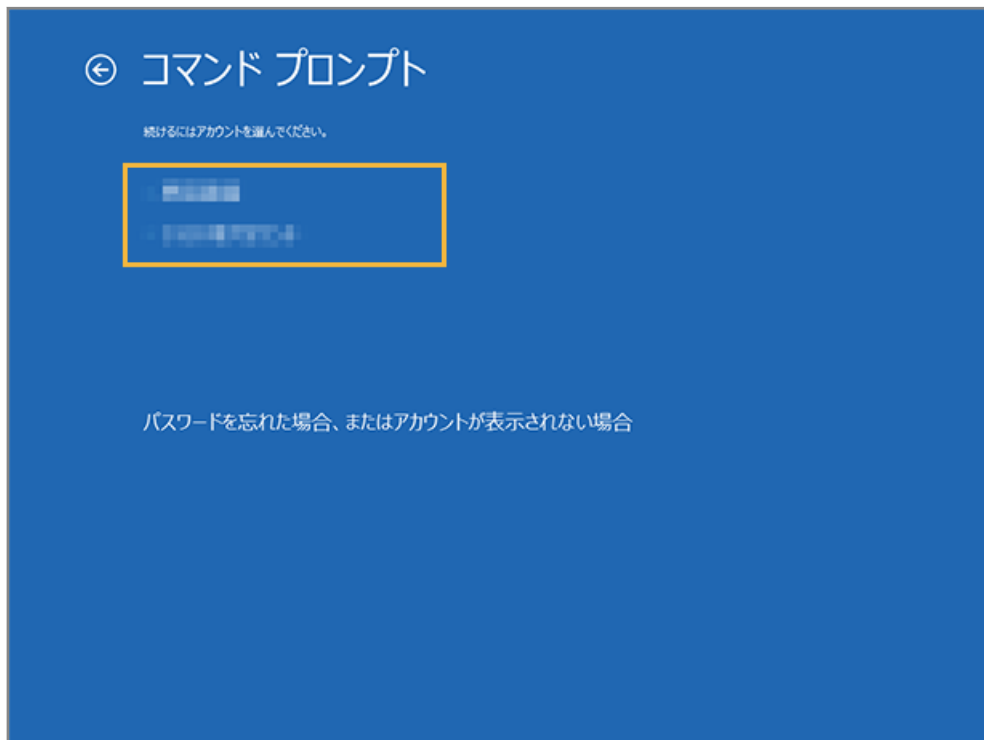 コマンド プロンプト
続けるにはアカウントを選んでください。
パスワードを忘れた場合、またはアカウントが表示されない場合